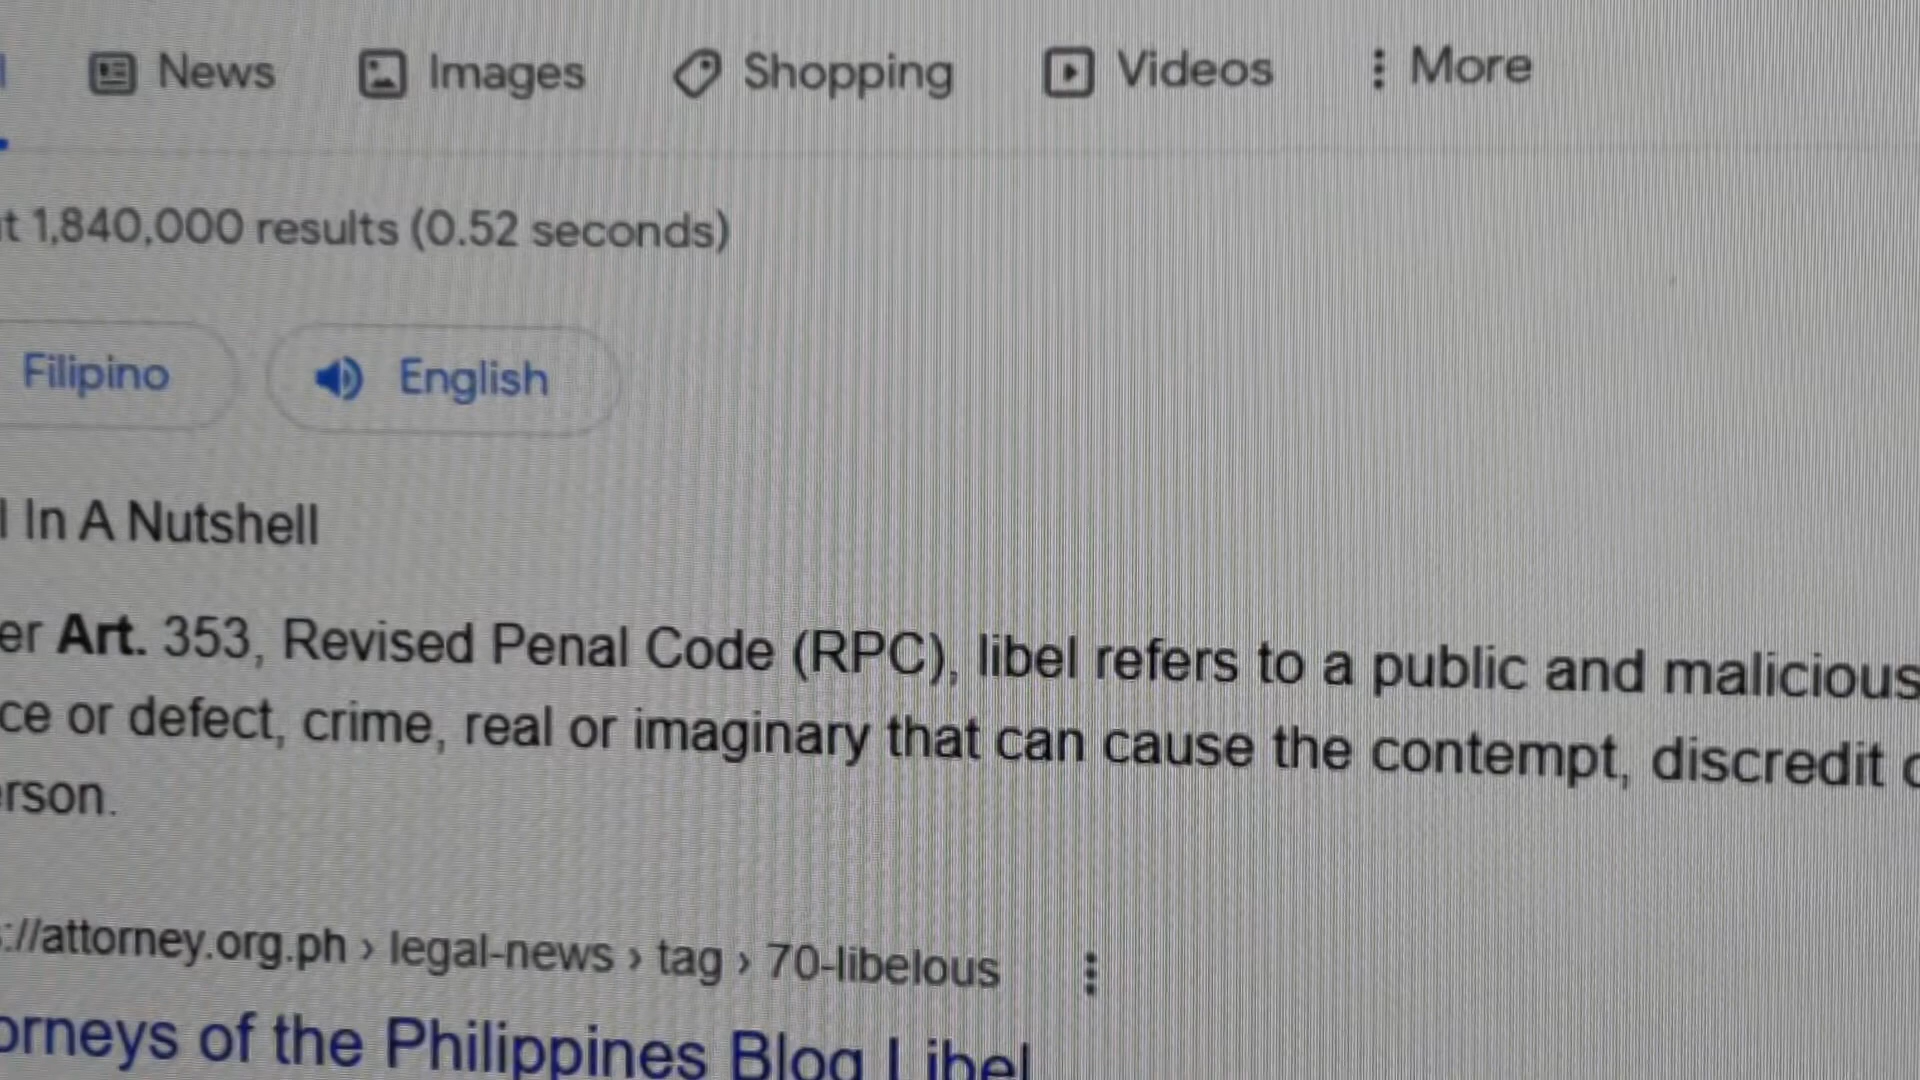 News Images Shopping Videos More
t 1,840,000 results (0.52 seconds)
Filipino English
l In A Nutshell
er Art. 353, Revised Penal Code (RPC), libel refers to a public and malicious
ce or defect, crime, real or imaginary that can cause the contempt, discredit o
erson.
://attorney.org.ph › legal-news › tag › 70-libelous
orneys of the Philippines Blog Libel